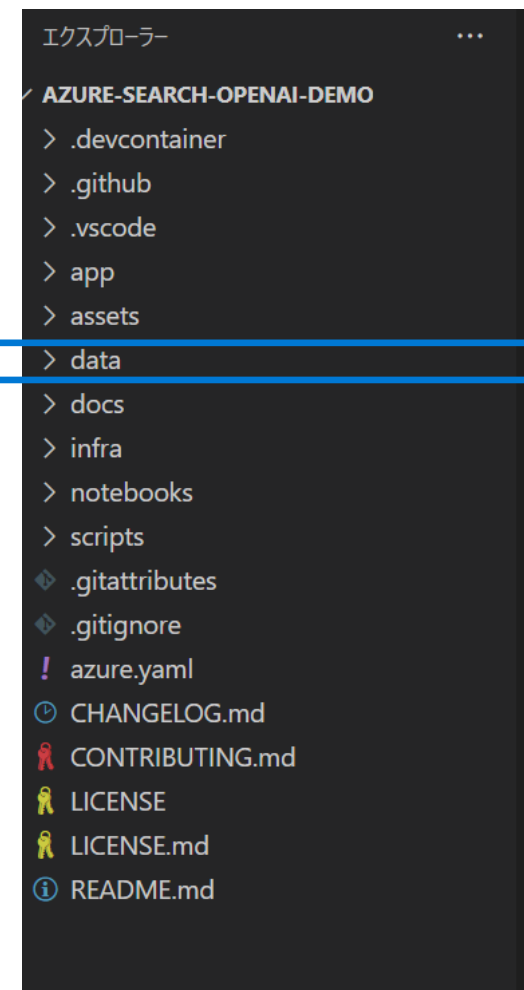 エクスプローラー ...
AZURE-SEARCH-OPENAI-DEMO
.devcontainer
.github
.vscode
app
assets
data
docs
infra
notebooks
scripts
.gitattributes
.gitignore
azure.yaml
CHANGELOG.md
CONTRIBUTING.md
LICENSE
LICENSE.md
README.md